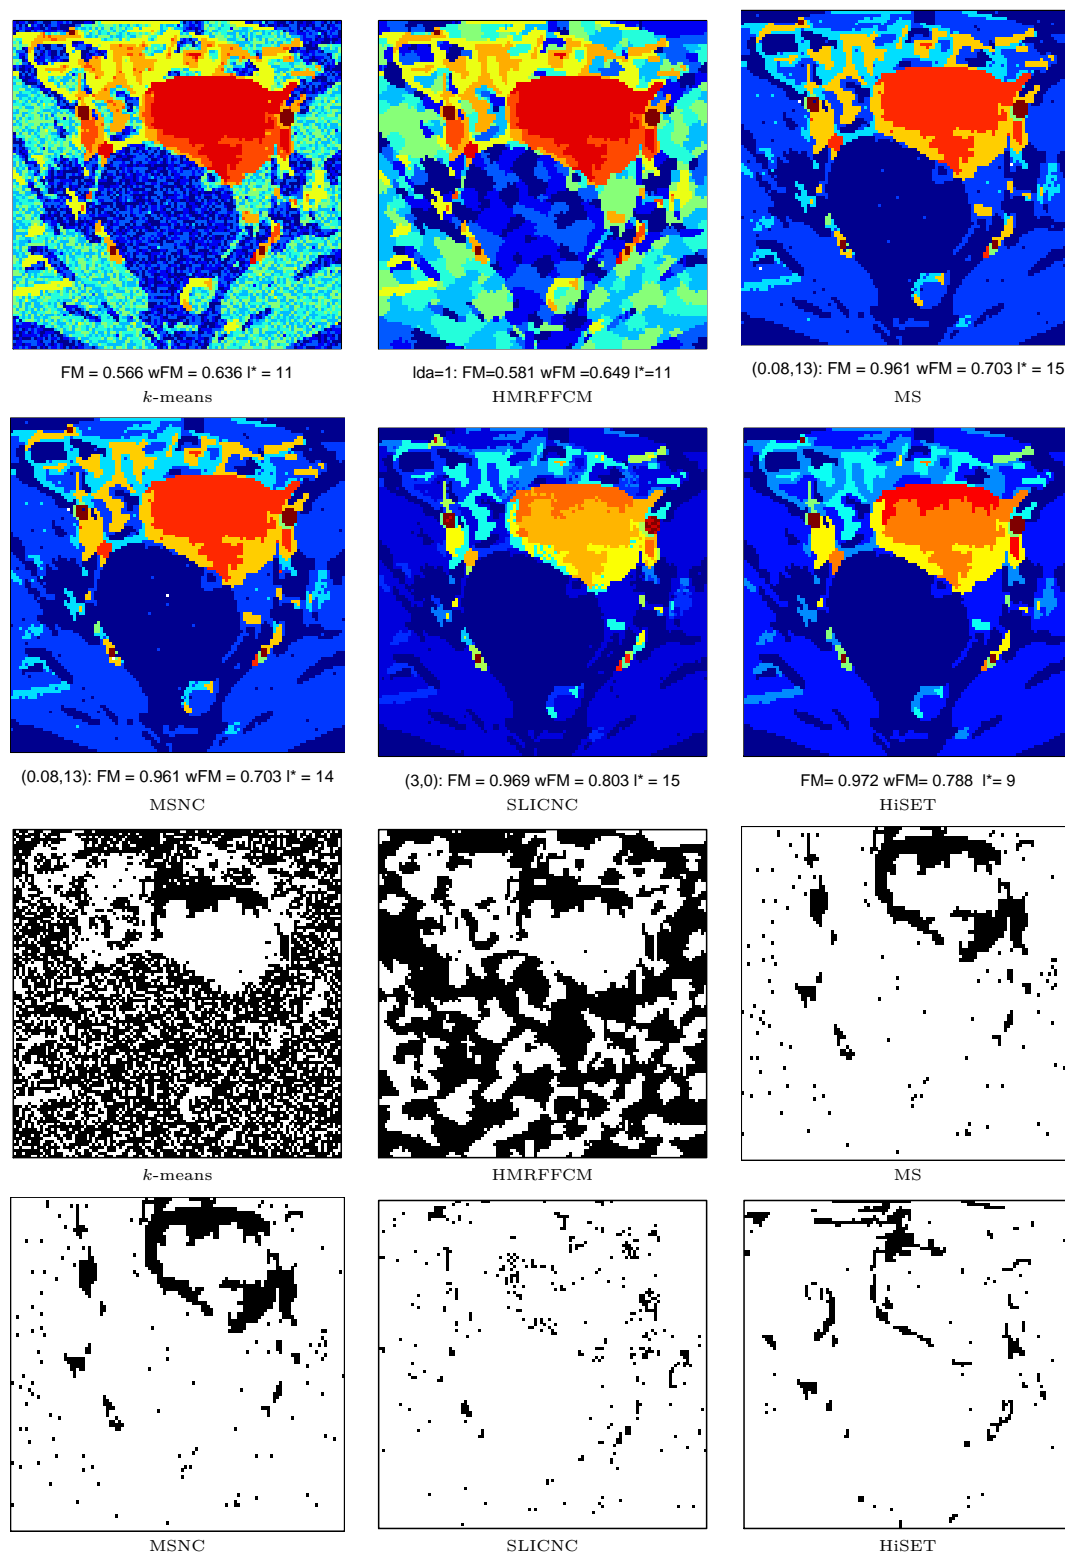 FM = 0.566 wFM = 0.636 l* = 11
lda=1: FM=0.581 wFM =0.649 l*=11
(0.08,13): FM = 0.961 wFM = 0.703 l* = 15
k-means
HMRFFCM
MS
(0.08,13): FM = 0.961 wFM = 0.703 l* = 14
(3,0): FM = 0.969 wFM = 0.803 l* = 15
FM= 0.972 wFM= 0.788 l*= 9
MSNC
SLICNC
HiSET
k-means
HMRFFCM
MS
MSNC
SLICNC
HiSET